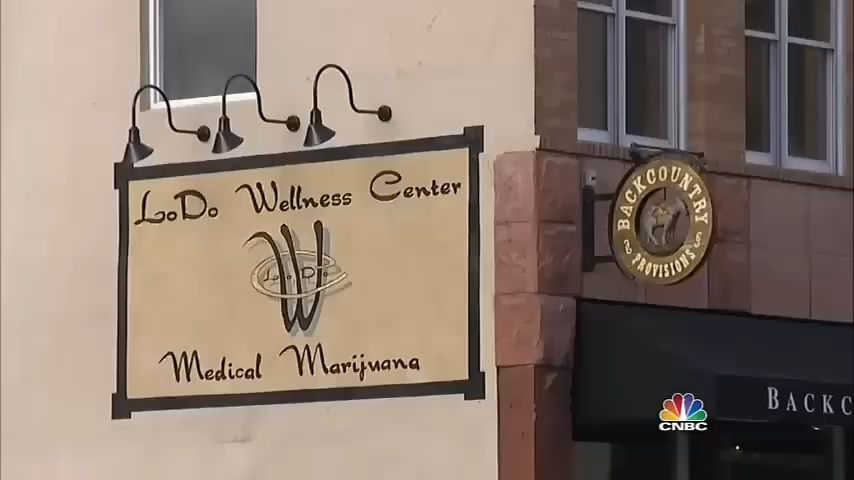 LoDo Wellness Center
LoDo
W
Medical Marijuana
BACKCOUNTRY
PROVISIONS
BACKC
CNBC